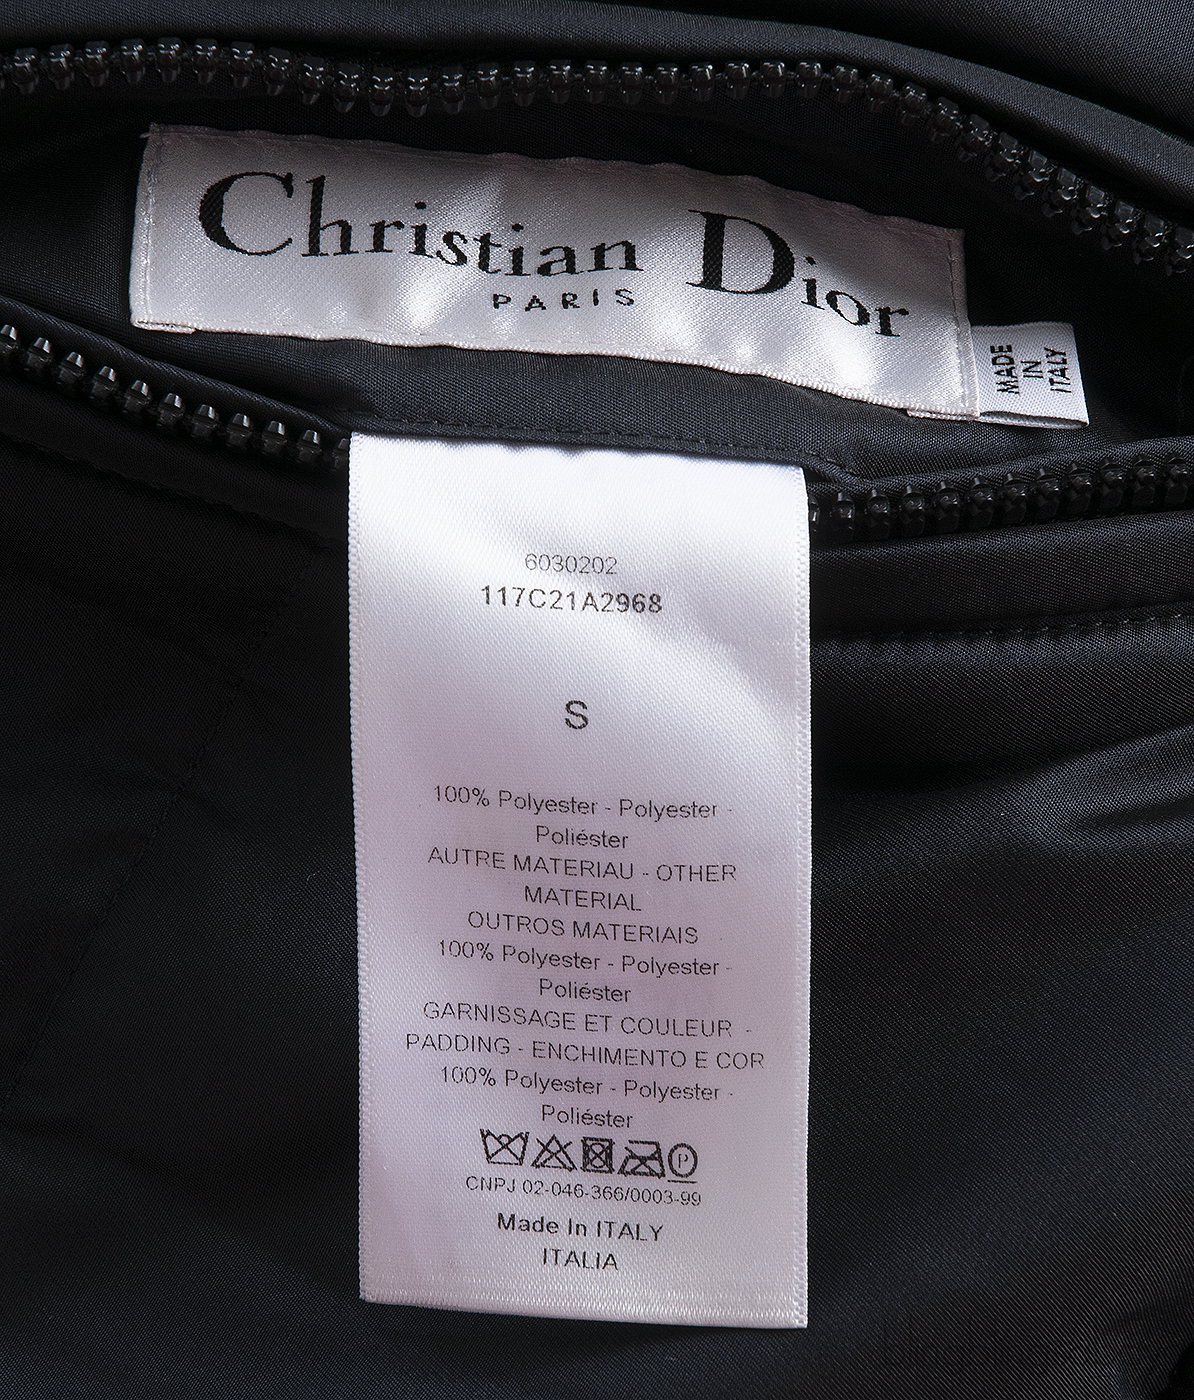 Christian Dior
PARIS
MADE
IN
ITALY
6030202
117C21A2968
S
100% Polyester - Polyester -
Poliéster
AUTRE MATERIAU - OTHER
MATERIAL
OUTROS MATERIAIS
100% Polyester - Polyester -
Poliéster
GARNISSAGE ET COULEUR -
PADDING - ENCHIMENTO E COR
100% Polyester - Polyester -
Poliéster
P
CNPJ 02-046-366/0003-99
Made In ITALY
ITALIA